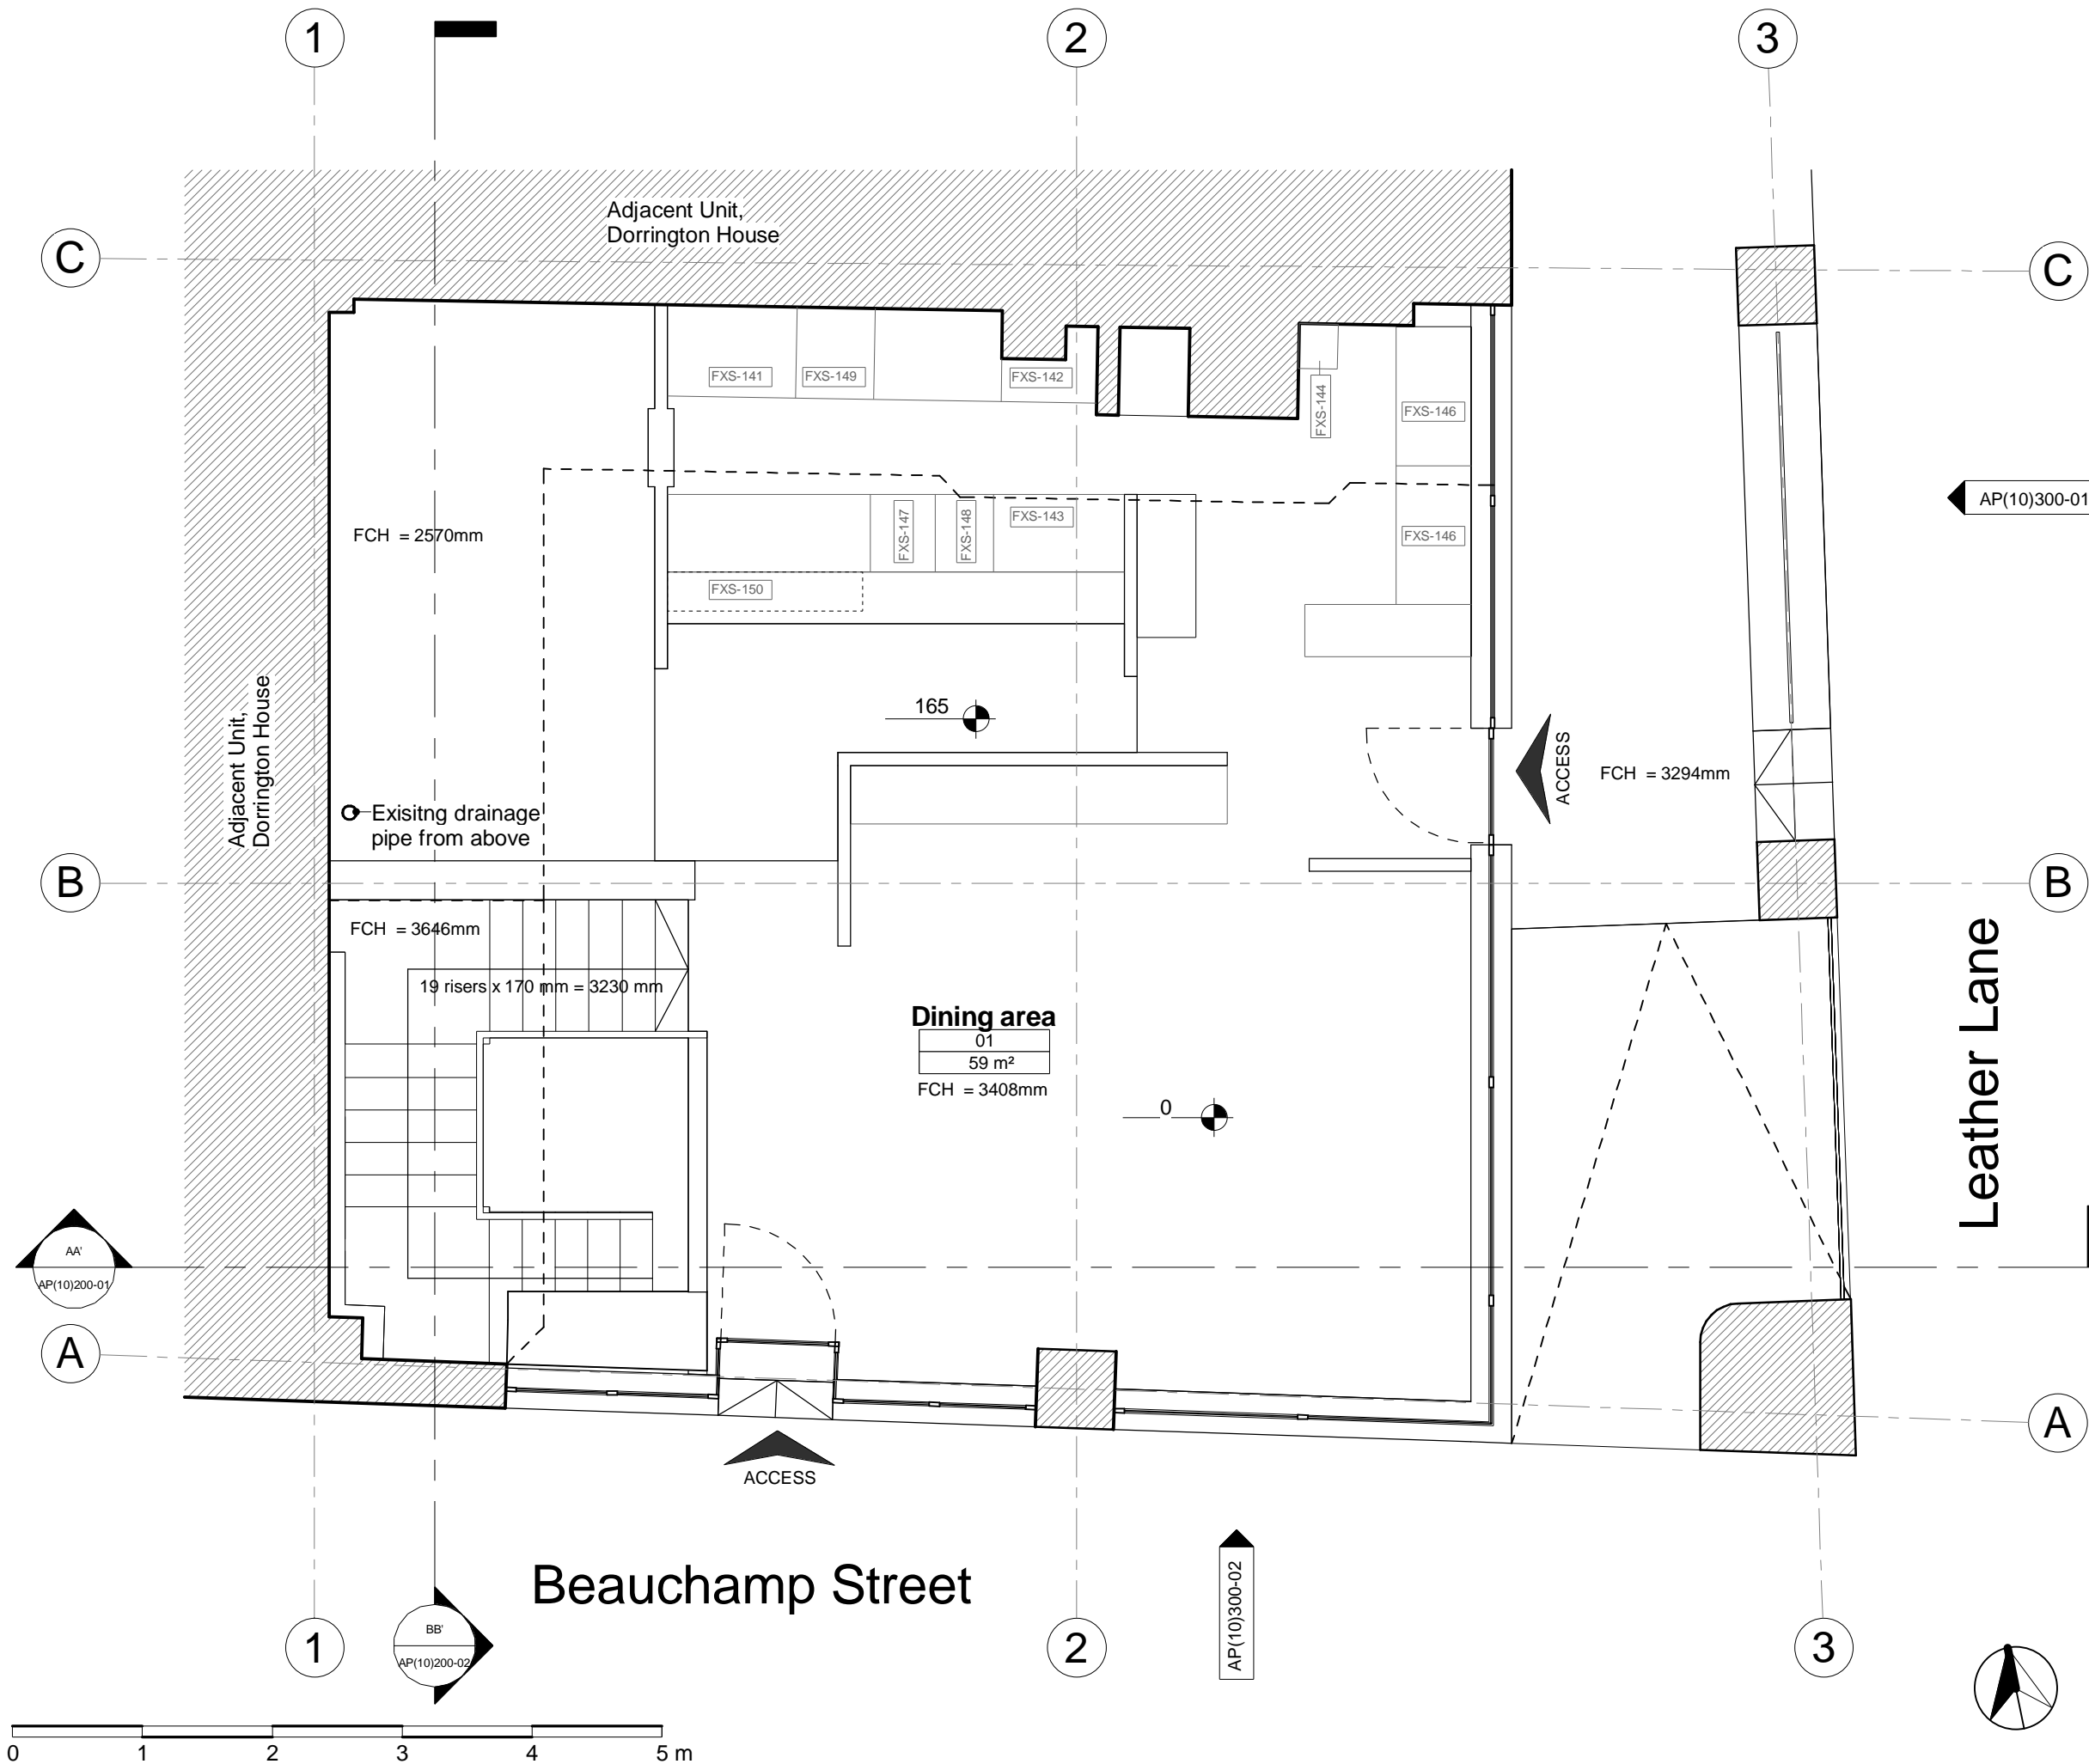 1
2
3
Adjacent Unit,
Dorrington House
C
C
FXS-141
FXS-149
FXS-142
FXS-144
FXS-146
AP(10)300-01
FCH = 2570mm
FXS-147
FXS-148
FXS-143
FXS-146
FXS-150
165
Adjacent Unit,
Dorrington House
ACCESS
FCH = 3294mm
Exisitng drainage
pipe from above
B
B
FCH = 3646mm
19 risers x 170 mm = 3230 mm
Dining area
01
59 m²
FCH = 3408mm
0
Leather Lane
AA'
AP(10)200-01
A
A
ACCESS
Beauchamp Street
AP(10)300-02
1
BB'
AP(10)200-02
2
3
0 1 2 3 4 5 m